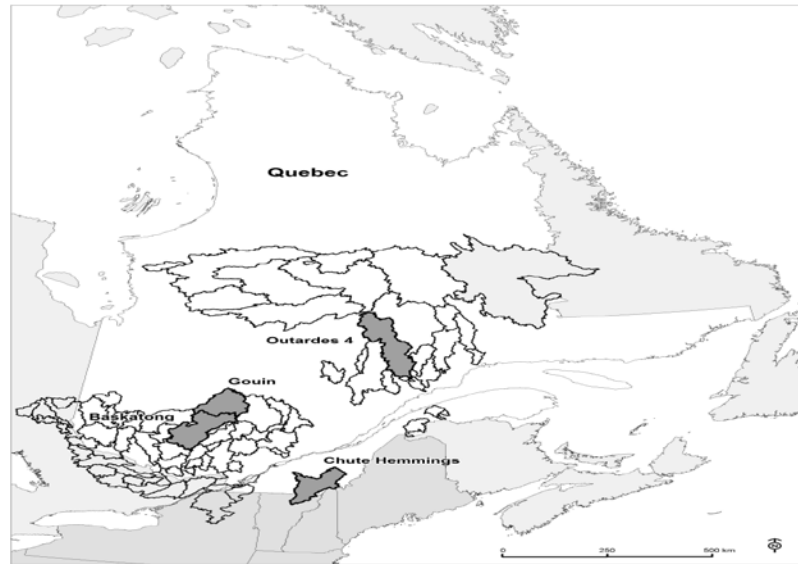 Quebec
Outardes 4
Gouin
Baskatong
Chute Hemmings
0 250 500 km
N